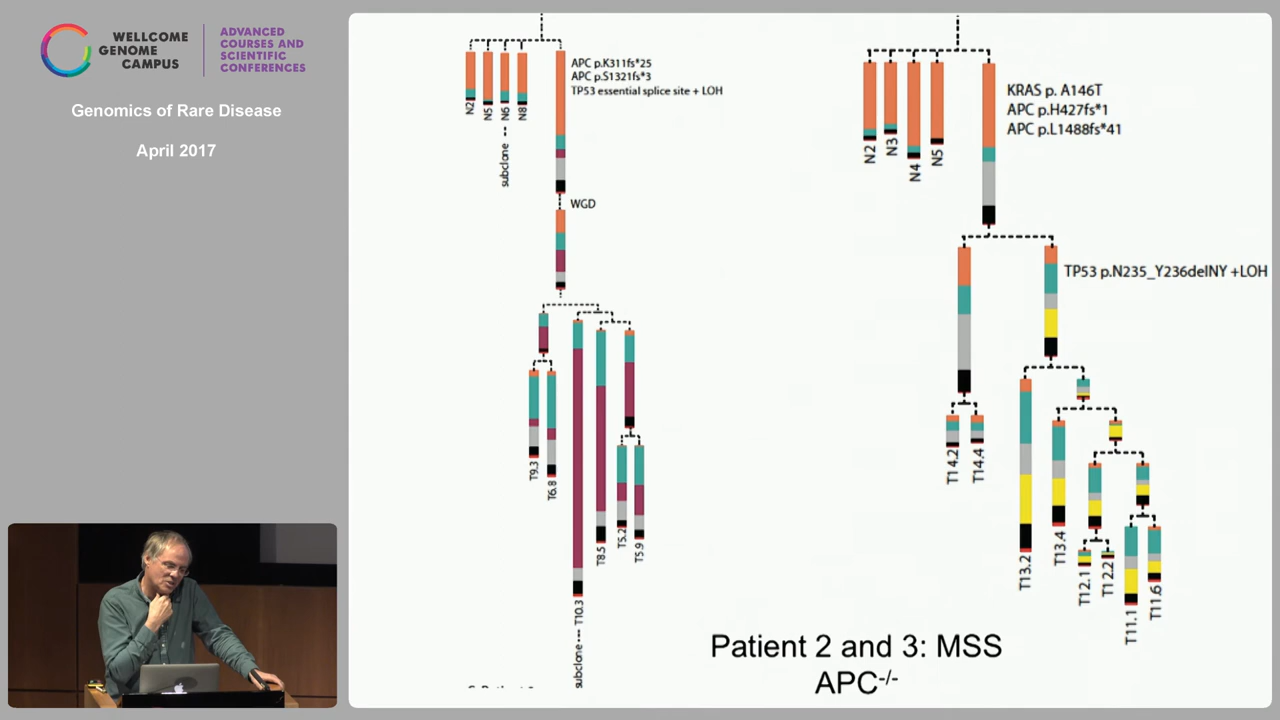 WELLCOME
GENOME
CAMPUS
ADVANCED
COURSES AND
SCIENTIFIC
CONFERENCES
Genomics of Rare Disease
April 2017
APC p.K311fs*25
APC p.S1321fs*3
TP53 essential splice site + LOH
N2
N5
N6
N8
subclone
WGD
T9.3
T6.8
T10.3
T8.5
T5.2
T5.9
subclone
KRAS p. A146T
APC p.H427fs*1
APC p.L1488fs*41
N2
N3
N4
N5
TP53 p.N235_Y236delNY +LOH
T14.2
T14.4
T13.2
T13.4
T12.1
T12.2
T11.1
T11.6
Patient 2 and 3: MSS
APC-/-